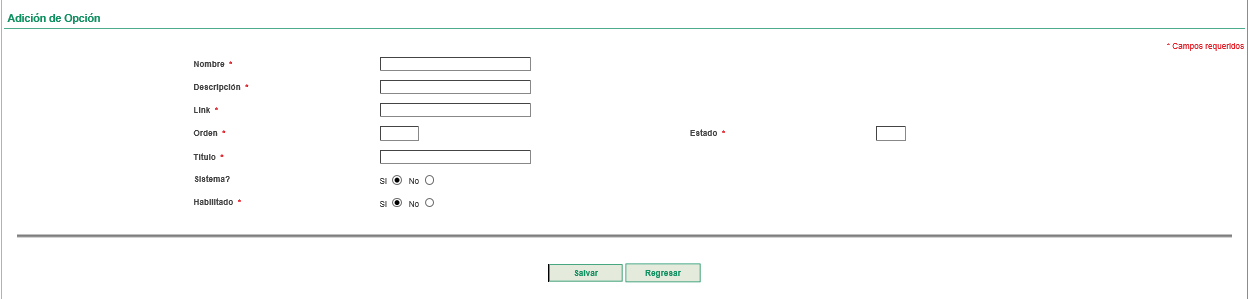 Adición de Opción
* Campos requeridos
Nombre *
Descripción *
Link *
Orden * Estado *
Titulo *
Sistema?
Si No
Habilitado *
Si No
Salvar Regresar